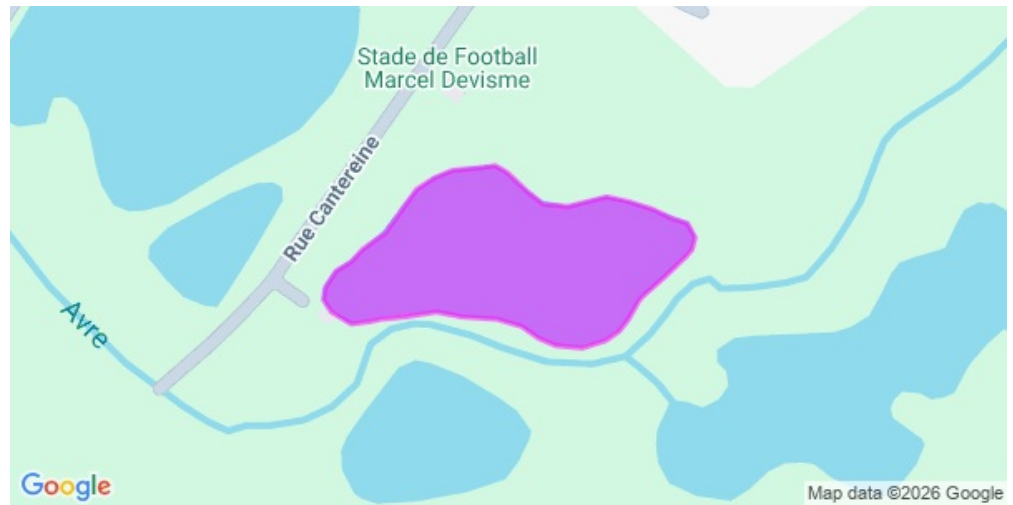 Stade de Football
Marcel Devisme
Rue Cantereine
Avre
Google
Map data ©2026 Google